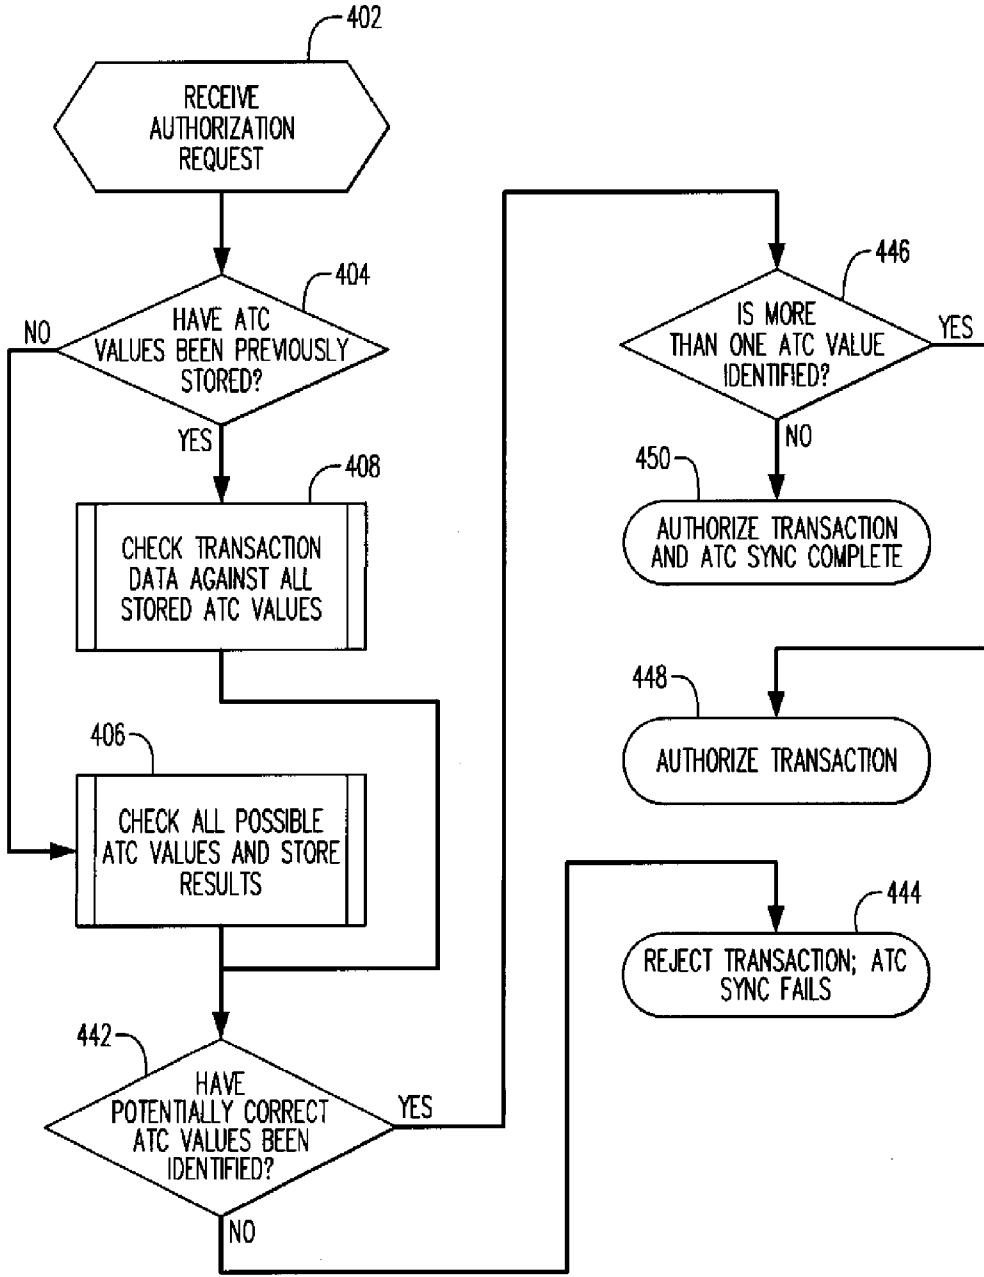 402
RECEIVE
AUTHORIZATION
REQUEST
404
HAVE ATC
VALUES BEEN PREVIOUSLY
STORED?
NO
YES
408
CHECK TRANSACTION
DATA AGAINST ALL
STORED ATC VALUES
406
CHECK ALL POSSIBLE
ATC VALUES AND STORE
RESULTS
442
HAVE
POTENTIALLY CORRECT
ATC VALUES BEEN
IDENTIFIED?
YES
NO
446
IS MORE
THAN ONE ATC VALUE
IDENTIFIED?
YES
NO
450
AUTHORIZE TRANSACTION
AND ATC SYNC COMPLETE
448
AUTHORIZE TRANSACTION
444
REJECT TRANSACTION; ATC
SYNC FAILS